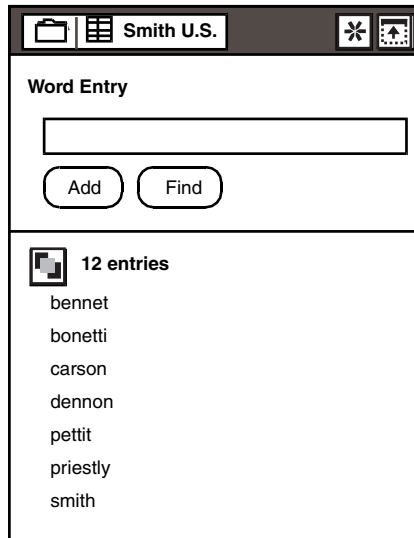 Smith U.S.
Word Entry
Add Find
12 entries
bennet
bonetti
carson
dennon
pettit
priestly
smith